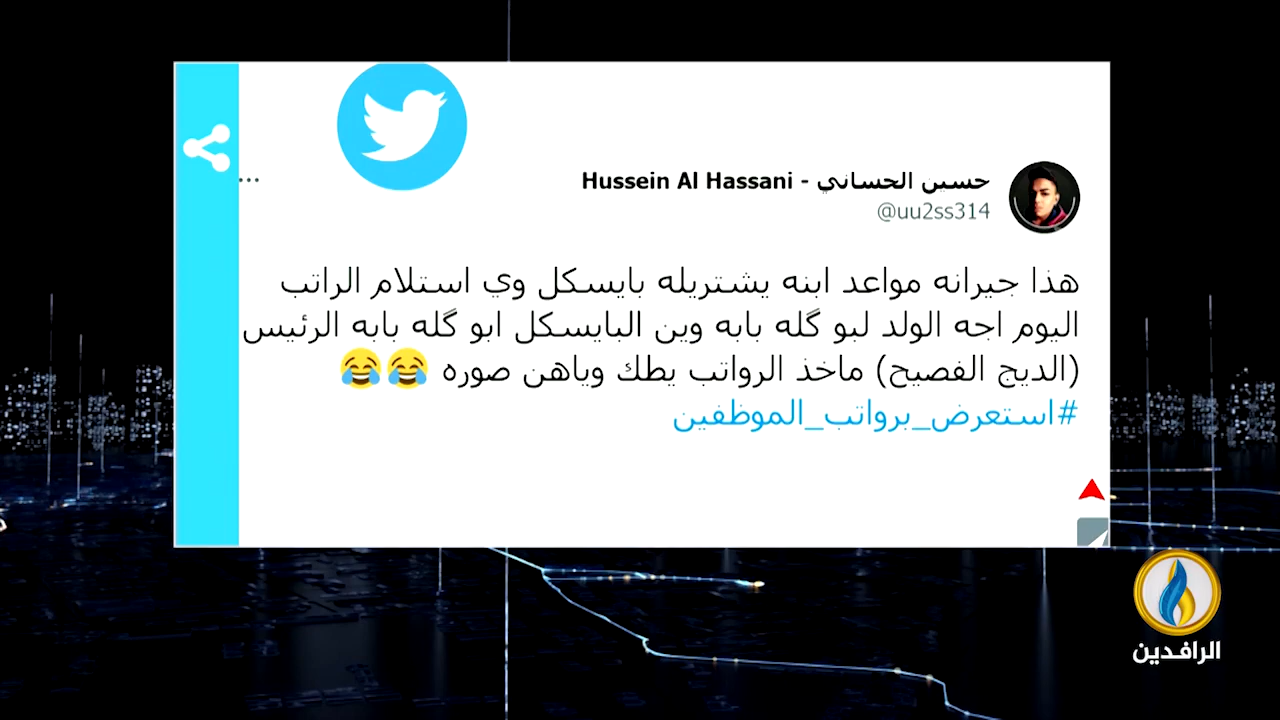 حسين الحساني - Hussein Al Hassani
@uu2ss314
هذا جيرانه مواعد ابنه يشتريله بايسكل وي استلام الراتب
اليوم اجه الولد لبو گله بابه وين البايسكل ابو گله بابه الرئيس
(الديج الفصيح) ماخذ الرواتب يطك وياهن صوره 😂😂
#استعرض_برواتب_الموظفين
الرافدين